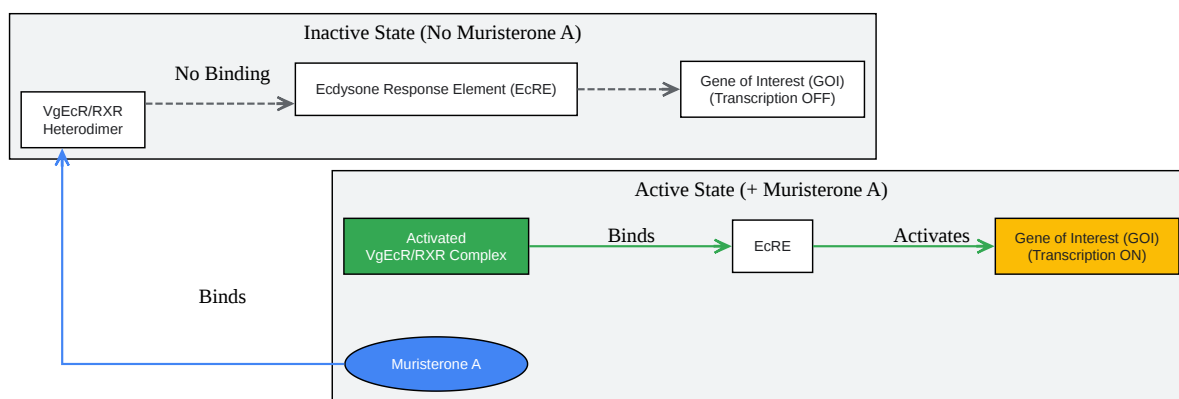 Inactive State (No Muristerone A)
No Binding
Ecdysone Response Element (EcRE)
Gene of Interest (GOI)
(Transcription OFF)
VgEcR/RXR
Heterodimer
Active State (+ Muristerone A)
Activated
VgEcR/RXR Complex
Binds
EcRE
Activates
Gene of Interest (GOI)
(Transcription ON)
Binds
Muristerone A